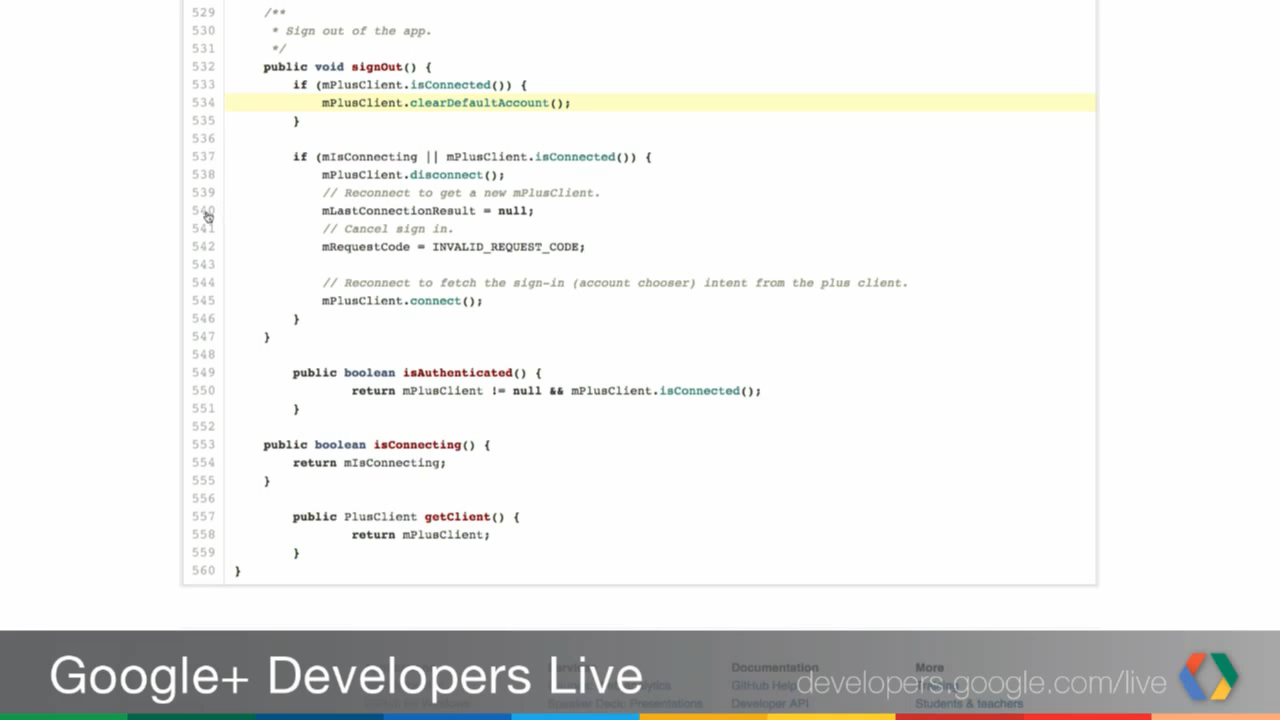 529 /**
530 * Sign out of the app.
531 */
532 public void signOut() {
533 if (mPlusClient.isConnected()) {
534 mPlusClient.clearDefaultAccount();
535 }
536
537 if (mIsConnecting || mPlusClient.isConnected()) {
538 mPlusClient.disconnect();
539 // Reconnect to get a new mPlusClient.
540 mLastConnectionResult = null;
541 // Cancel sign in.
542 mRequestCode = INVALID_REQUEST_CODE;
543
544 // Reconnect to fetch the sign-in (account chooser) intent from the plus client.
545 mPlusClient.connect();
546 }
547 }
548
549 public boolean isAuthenticated() {
550 return mPlusClient != null && mPlusClient.isConnected();
551 }
552
553 public boolean isConnecting() {
554 return mIsConnecting;
555 }
556
557 public PlusClient getClient() {
558 return mPlusClient;
559 }
560 }
Google+ Developers Live
Documentation More
GitHub Help
developers.google.com/live
Speaker Deck: Presentations Developer API Students & teachers